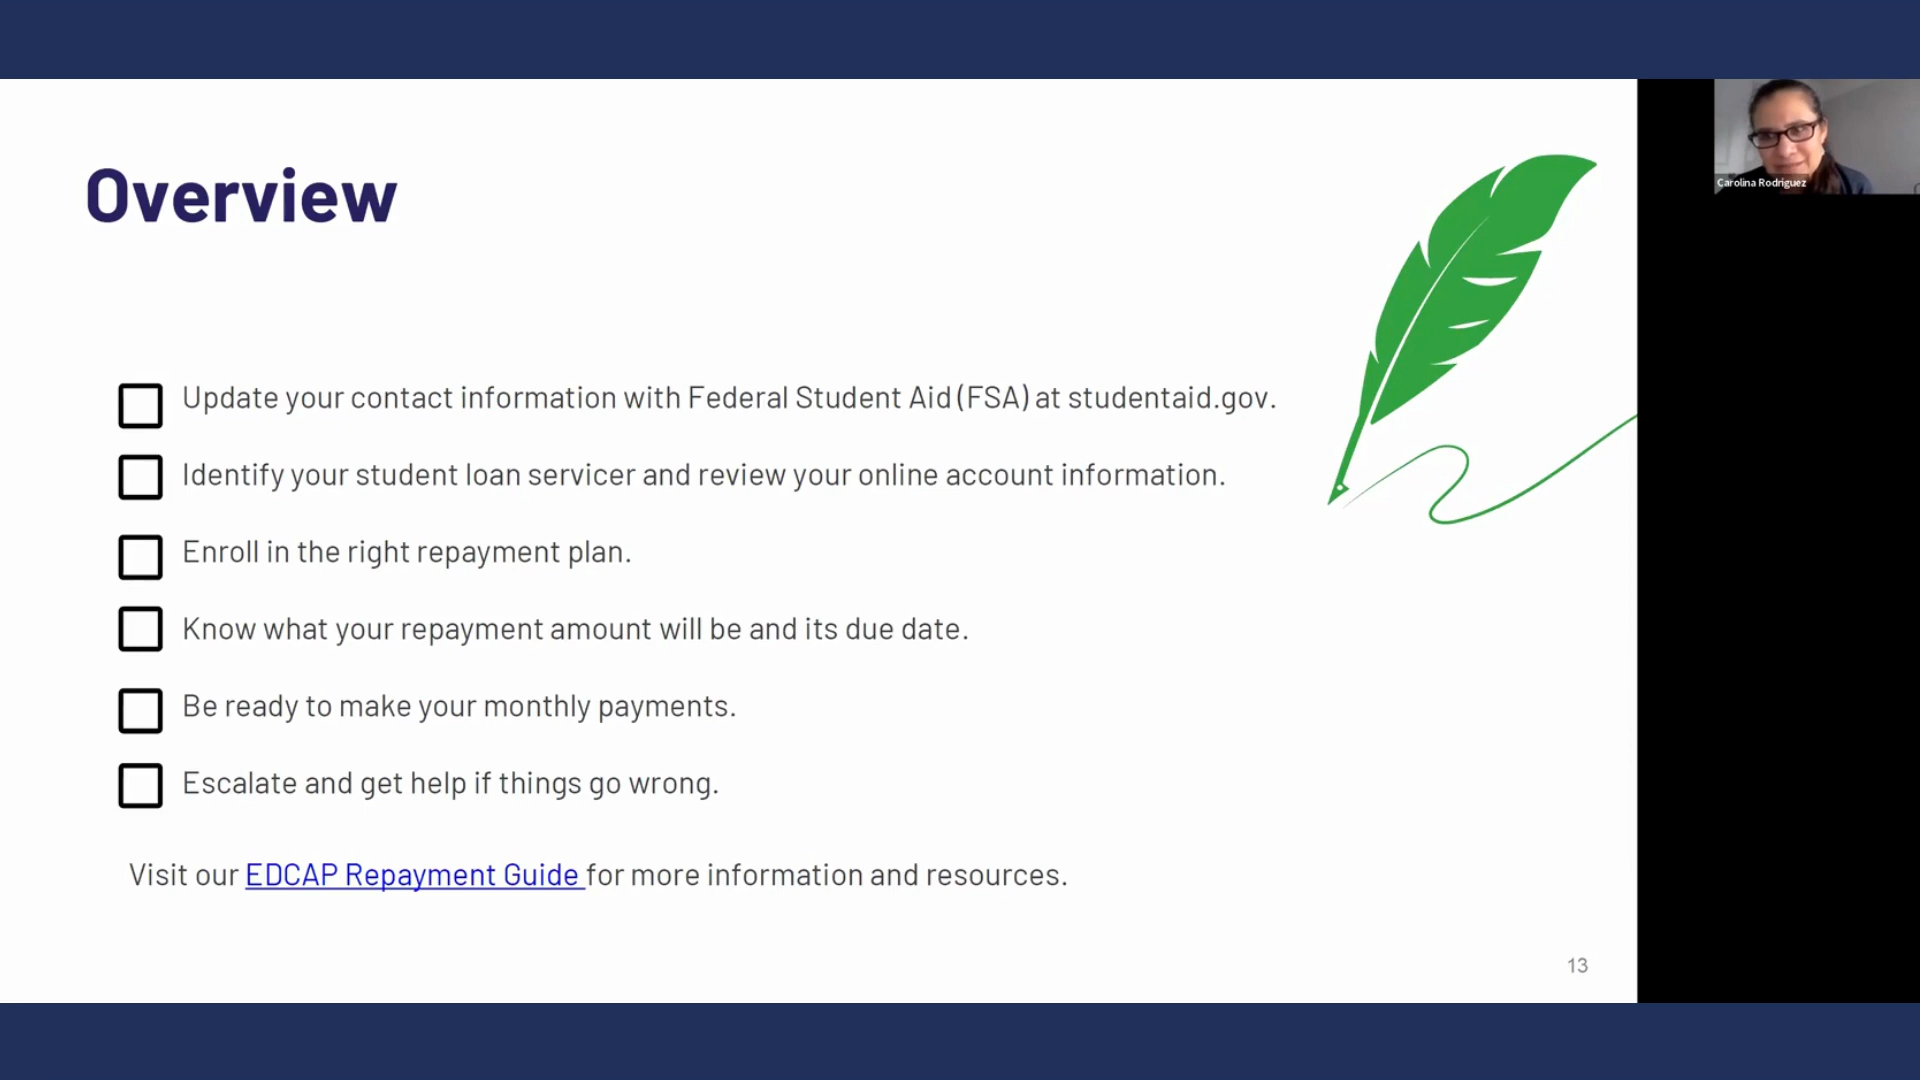 Overview
Update your contact information with Federal Student Aid (FSA) at studentaid.gov.
Identify your student loan servicer and review your online account information.
Enroll in the right repayment plan.
Know what your repayment amount will be and its due date.
Be ready to make your monthly payments.
Escalate and get help if things go wrong.
Visit our EDCAP Repayment Guide for more information and resources.
13
Carolina Rodriguez